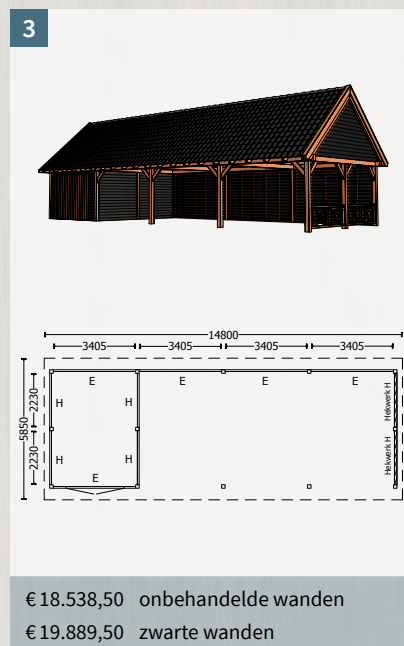 3
14800
3405 3405 3405 3405
E E E E
2230 H H Hekwerk H
5850
2230 H H Hekwerk H
E
€ 18.538,50 onbehandelde wanden
€ 19.889,50 zwarte wanden